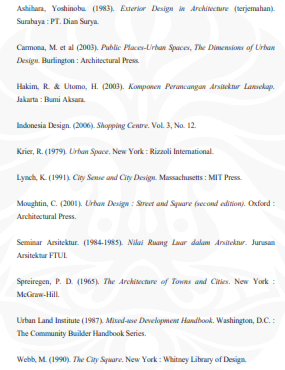 Ashihara, Yoshinobu. (1983). Exterior Design in Architecture (terjemahan).
Surabaya : PT. Dian Surya.
Carmona, M. et al (2003). Public Places-Urban Spaces, The Dimensions of Urban
Design. Burlington : Architectural Press.
Hakim, R. & Utomo, H. (2003). Komponen Perancangan Arsitektur Lansekap.
Jakarta : Bumi Aksara.
Indonesia Design. (2006). Shopping Centre. Vol. 3, No. 12.
Krier, R. (1979). Urban Space. New York : Rizzoli International.
Lynch, K. (1991). City Sense and City Design. Massachusetts : MIT Press.
Moughtin, C. (2001). Urban Design : Street and Square (second edition). Oxford :
Architectural Press.
Seminar Arsitektur. (1984-1985). Nilai Ruang Luar dalam Arsitektur. Jurusan
Arsitektur FTUI.
Spreiregen, P. D. (1965). The Architecture of Towns and Cities. New York :
McGraw-Hill.
Urban Land Institute (1987). Mixed-use Development Handbook. Washington, D.C. :
The Community Builder Handbook Series.
Webb, M. (1990). The City Square. New York : Whitney Library of Design.